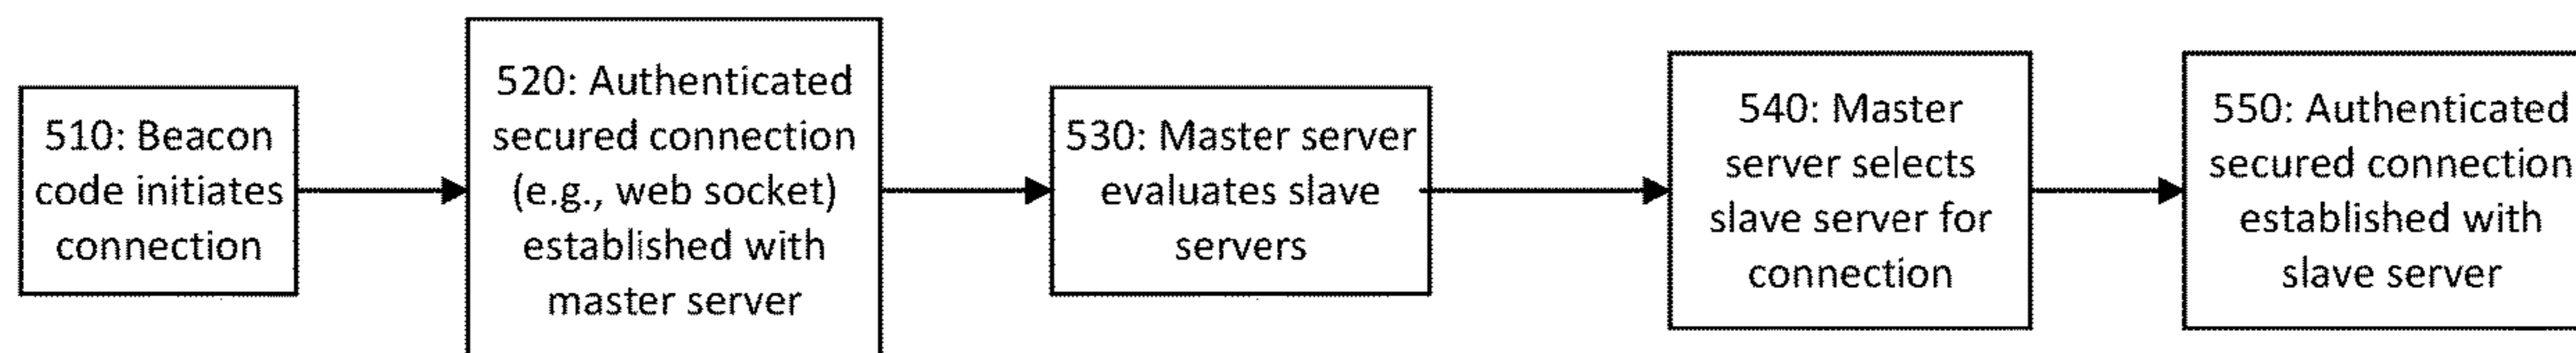 510: Beacon
code initiates
connection
520: Authenticated
secured connection
(e.g., web socket)
established with
master server
530: Master server
evaluates slave
servers
540: Master
server selects
slave server for
connection
550: Authenticated
secured connection
established with
slave server